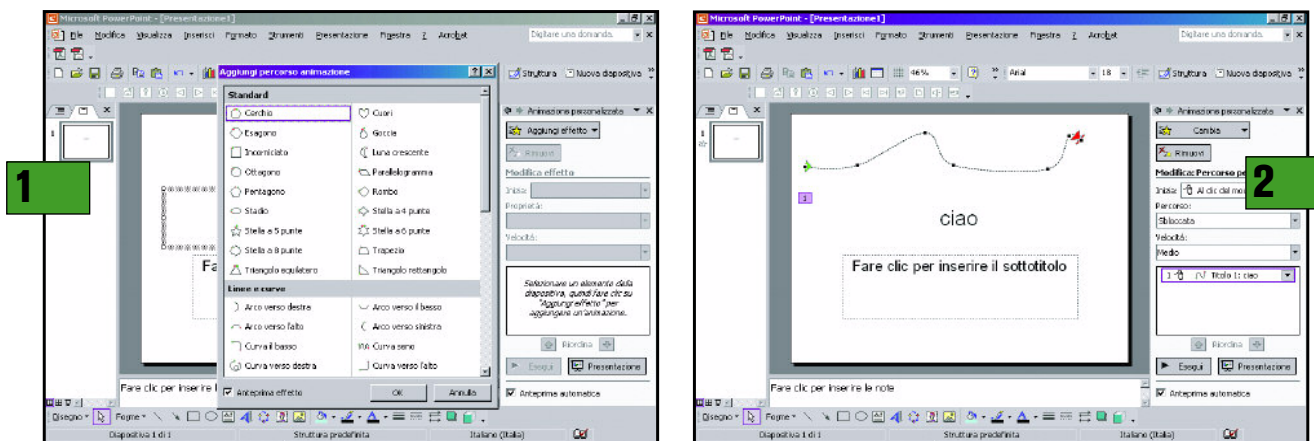 1
Microsoft PowerPoint - [Presentazione1]
File Modifica Visualizza Inserisci Formato Strumenti Presentazione Finestra ? Acrobat
Digitare una domanda.
Struttura Nuova diapositiva
Aggiungi percorso animazione
Standard
Cerchio Cuori
Esagono Goccia
Incorniciato Luna crescente
Ottagono Parallelogramma
Pentagono Rombo
Stadio Stella a 4 punte
Stella a 5 punte Stella a 6 punte
Stella a 8 punte Trapezio
Triangolo equilatero Triangolo rettangolo
Linee e curve
Arco verso destra Arco verso il basso
Arco verso l'alto Arco verso sinistra
Curva il basso Curva seno
Curva verso destra Curva verso l'alto
Anteprima effetto OK Annulla
1
Fa
Fare clic per inserire l
Animazione personalizzata
Aggiungi effetto
Rimuovi
Modifica effetto
Inizia:
Proprietà:
Velocità:
Selezionare un elemento della
diapositiva, quindi fare clic su
"Aggiungi effetto" per
aggiungere un'animazione.
Riordina
Esegui Presentazione
Anteprima automatica
Disegno Forme
Diapositiva 1 di 1 Struttura predefinita Italiano (Italia)
2
Microsoft PowerPoint - [Presentazione1]
File Modifica Visualizza Inserisci Formato Strumenti Presentazione Finestra ? Acrobat
Digitare una domanda.
46% Arial 18 Struttura Nuova diapositiva
1
1
ciao
Fare clic per inserire il sottotitolo
Fare clic per inserire le note
Animazione personalizzata
Cambia
Rimuovi
Modifica: Percorso pe
Inizia: Al clic del mo
Percorso:
Sbloccata
Velocità:
Medio
1 Titolo 1: ciao
Riordina
Esegui Presentazione
Anteprima automatica
Disegno Forme
Diapositiva 1 di 1 Struttura predefinita Italiano (Italia)